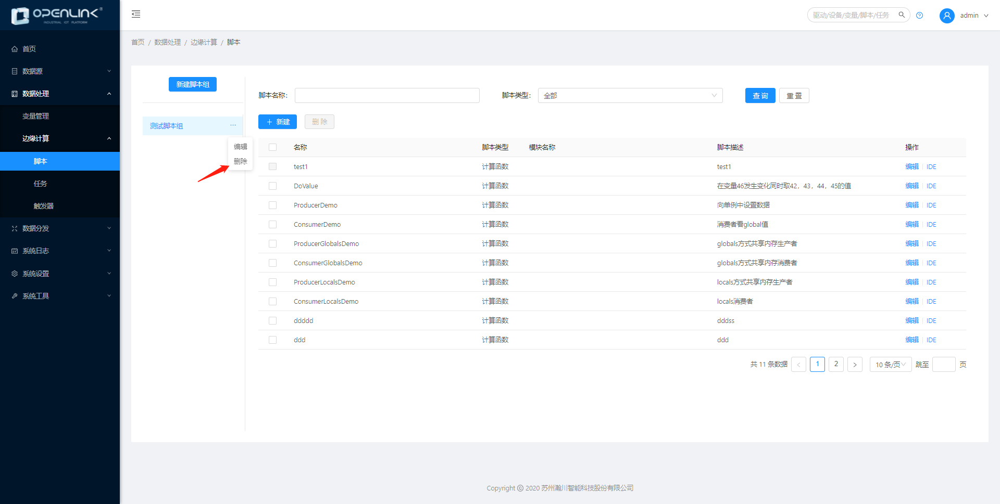 OPENLINK®
INDUSTRIAL IOT PLATFORM
驱动/设备/变量/脚本/任务
admin
首页
数据源
数据处理
变量管理
边缘计算
脚本
任务
触发器
数据分发
系统日志
系统设置
系统工具
首页 / 数据处理 / 边缘计算 / 脚本
新建脚本组
测试脚本组 ···
编辑
删除
脚本名称: 脚本类型: 全部 查 询 重 置
+ 新建 删 除
名称 脚本类型 模块名称 脚本描述 操作
test1 计算函数 test1 编辑 | IDE
DoValue 计算函数 在变量46发生变化同时取42，43，44，45的值 编辑 | IDE
ProducerDemo 计算函数 向单例中设置数据 编辑 | IDE
ConsumerDemo 计算函数 消费者看global值 编辑 | IDE
ProducerGlobalsDemo 计算函数 globals方式共享内存生产者 编辑 | IDE
ConsumerGlobalsDemo 计算函数 globals方式共享内存消费者 编辑 | IDE
ProducerLocalsDemo 计算函数 locals方式共享内存生产者 编辑 | IDE
ConsumerLocalsDemo 计算函数 locals消费者 编辑 | IDE
ddddd 计算函数 dddss 编辑 | IDE
ddd 计算函数 ddd 编辑 | IDE
共 11 条数据 < 1 2 > 10 条/页 跳至 页
Copyright © 2020 苏州瀚川智能科技股份有限公司